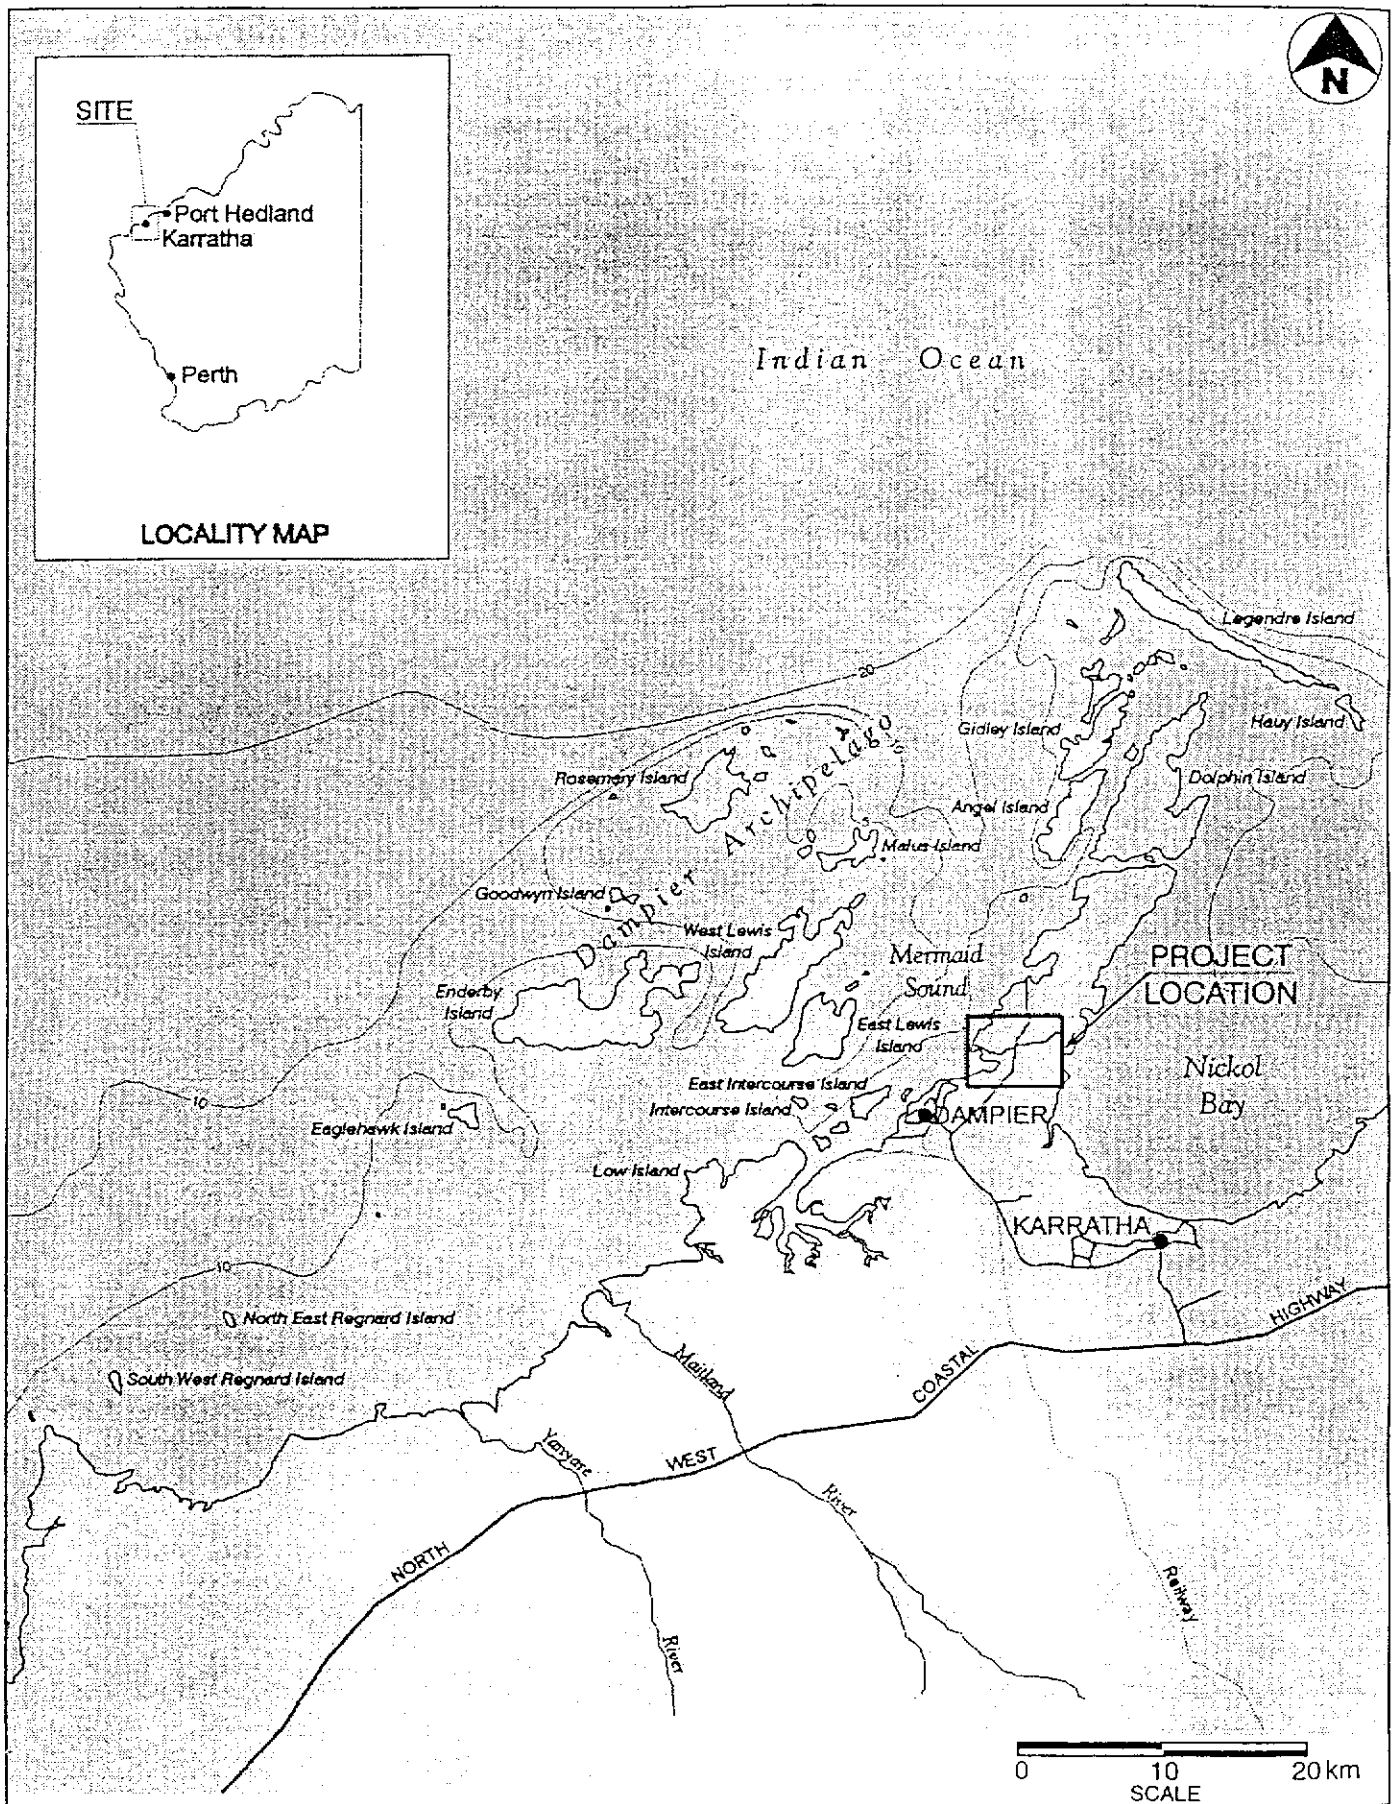 N
SITE
Port Hedland
Karratha
Perth
LOCALITY MAP
Indian Ocean
Legendre Island
20
Hauy Island
Gidley Island
Rosemary Island
Dolphin Island
Dampier Archipelago
10
Angel Island
5
Malus Island
Goodwyn Island
West Lewis
Island
Mermaid
Sound
PROJECT
LOCATION
Enderby
Island
East Lewis
Island
Nickol
Bay
East Intercourse Island
Intercourse Island
10
DAMPIER
Eaglehawk Island
Low Island
KARRATHA
10
North East Regnard Island
South West Regnard Island
NORTH WEST COASTAL HIGHWAY
Maitland River
Yanyare River
Railway
0 10 20 km
SCALE